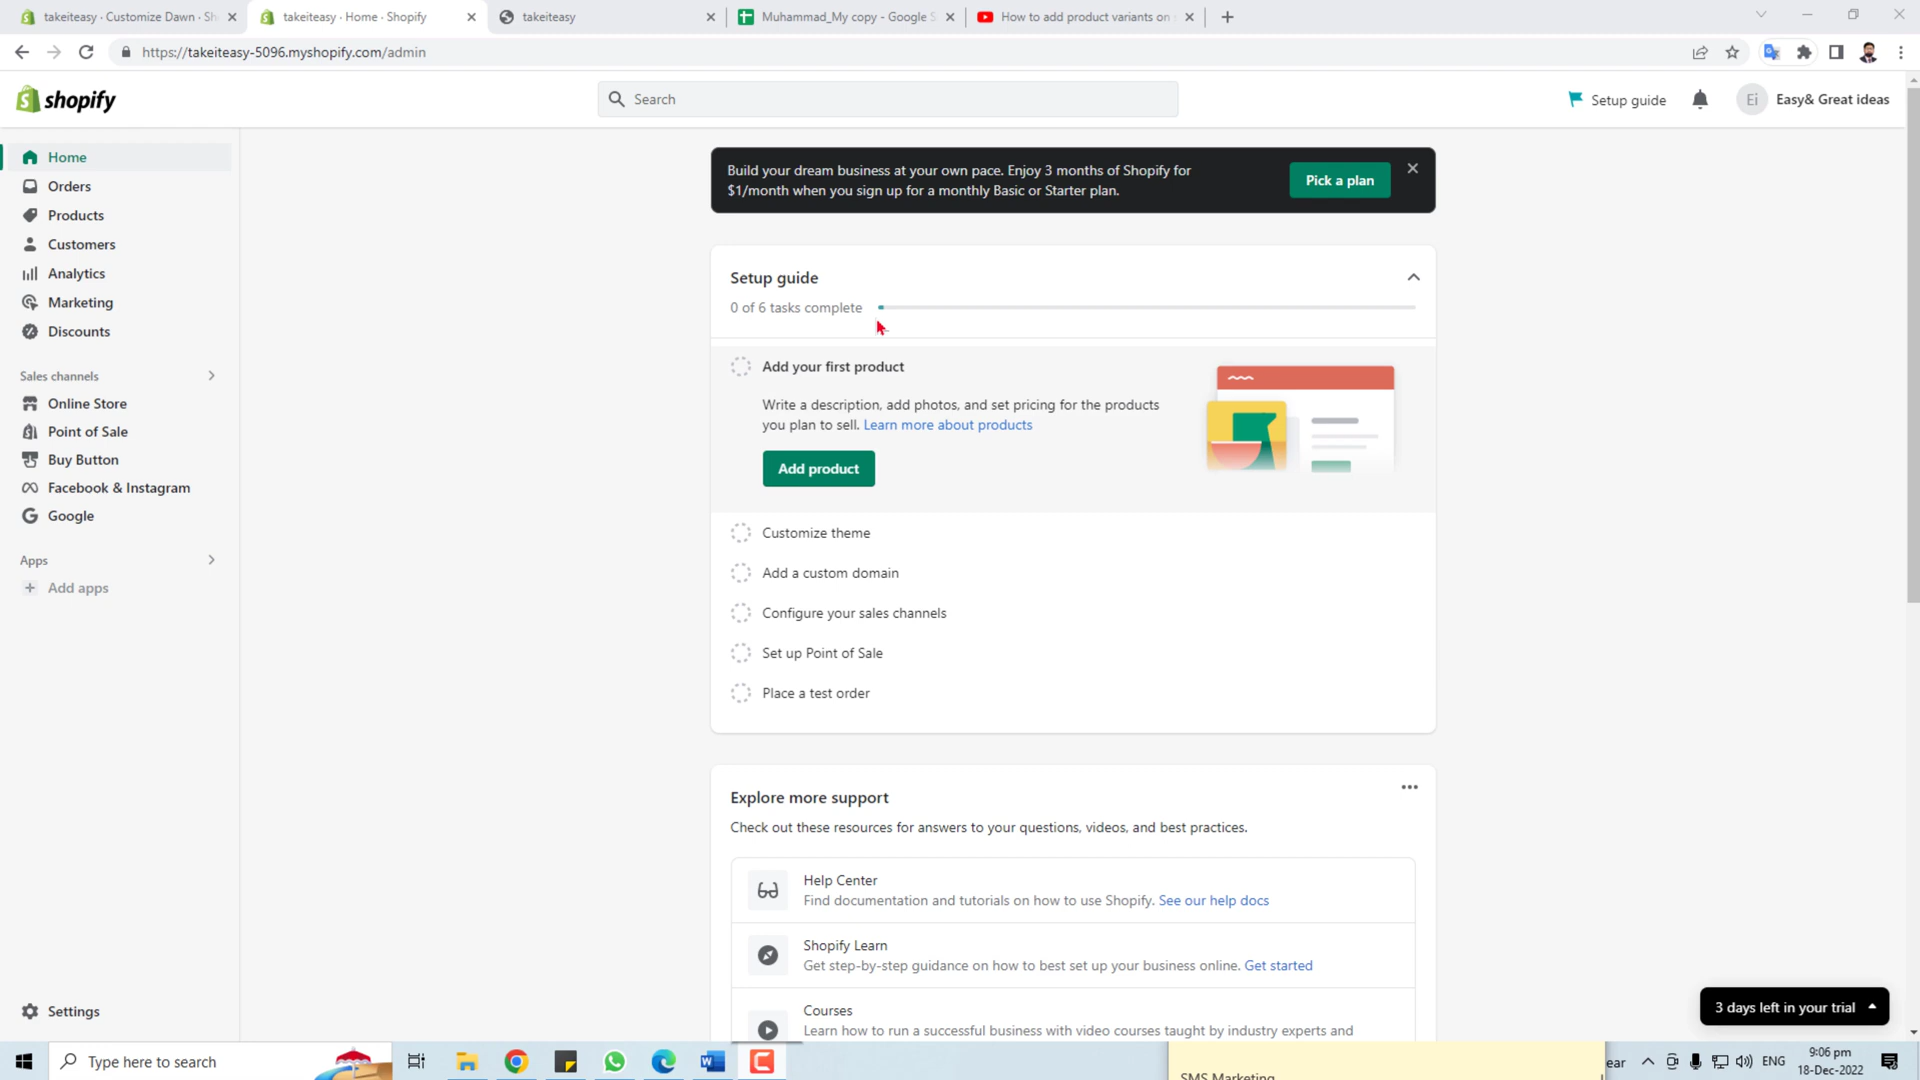 takeiteasy · Customize Dawn · Sh
takeiteasy · Home · Shopify
takeiteasy
Muhammad_My copy - Google S
How to add product variants on
https://takeiteasy-5096.myshopify.com/admin
shopify
Search
Setup guide
Ei
Easy& Great ideas
Home
Orders
Products
Customers
Analytics
Marketing
Discounts
Sales channels
Online Store
Point of Sale
Buy Button
Facebook & Instagram
Google
Apps
Add apps
Settings
Build your dream business at your own pace. Enjoy 3 months of Shopify for
$1/month when you sign up for a monthly Basic or Starter plan.
Pick a plan
Setup guide
0 of 6 tasks complete
Add your first product
Write a description, add photos, and set pricing for the products
you plan to sell. Learn more about products
Add product
Customize theme
Add a custom domain
Configure your sales channels
Set up Point of Sale
Place a test order
Explore more support
Check out these resources for answers to your questions, videos, and best practices.
Help Center
Find documentation and tutorials on how to use Shopify. See our help docs
Shopify Learn
Get step-by-step guidance on how to best set up your business online. Get started
Courses
Learn how to run a successful business with video courses taught by industry experts and
3 days left in your trial
Type here to search
SMS Marketing
ear
ENG
9:06 pm
18-Dec-2022